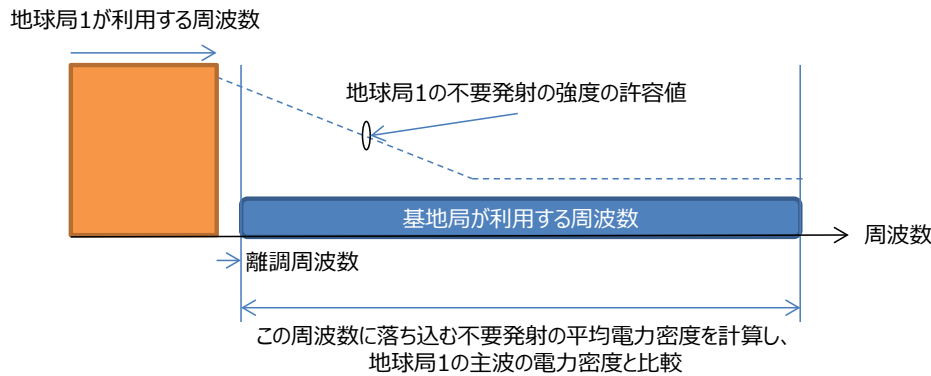 地球局1が利用する周波数
地球局1の不要発射の強度の許容値
基地局が利用する周波数
周波数
離調周波数
この周波数に落ち込む不要発射の平均電力密度を計算し、
地球局1の主波の電力密度と比較